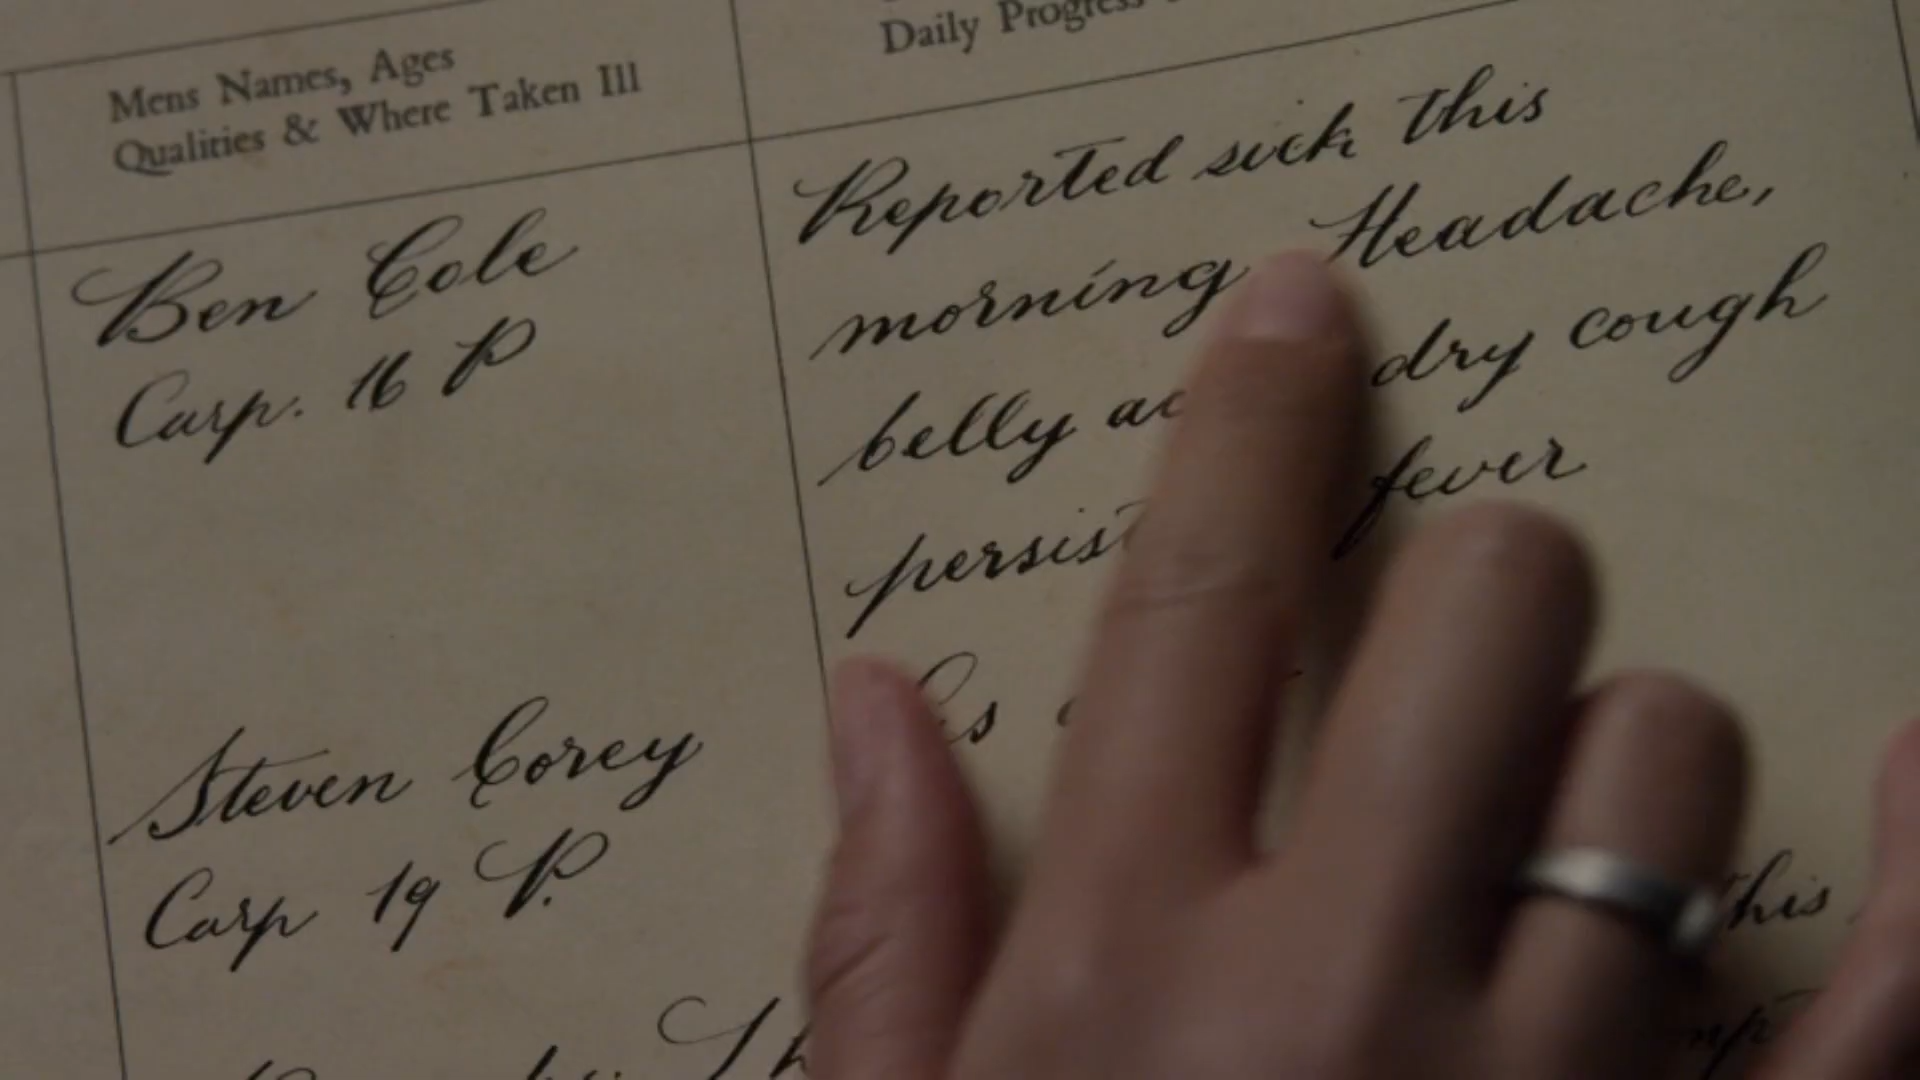 Mens Names, Ages
Qualities & Where Taken Ill
Daily Progress
Ben Cole
Carp. 16 P
Reported sick this
morning Headache,
belly dry cough
fever
Steven Corey
Carp 19 P.
this